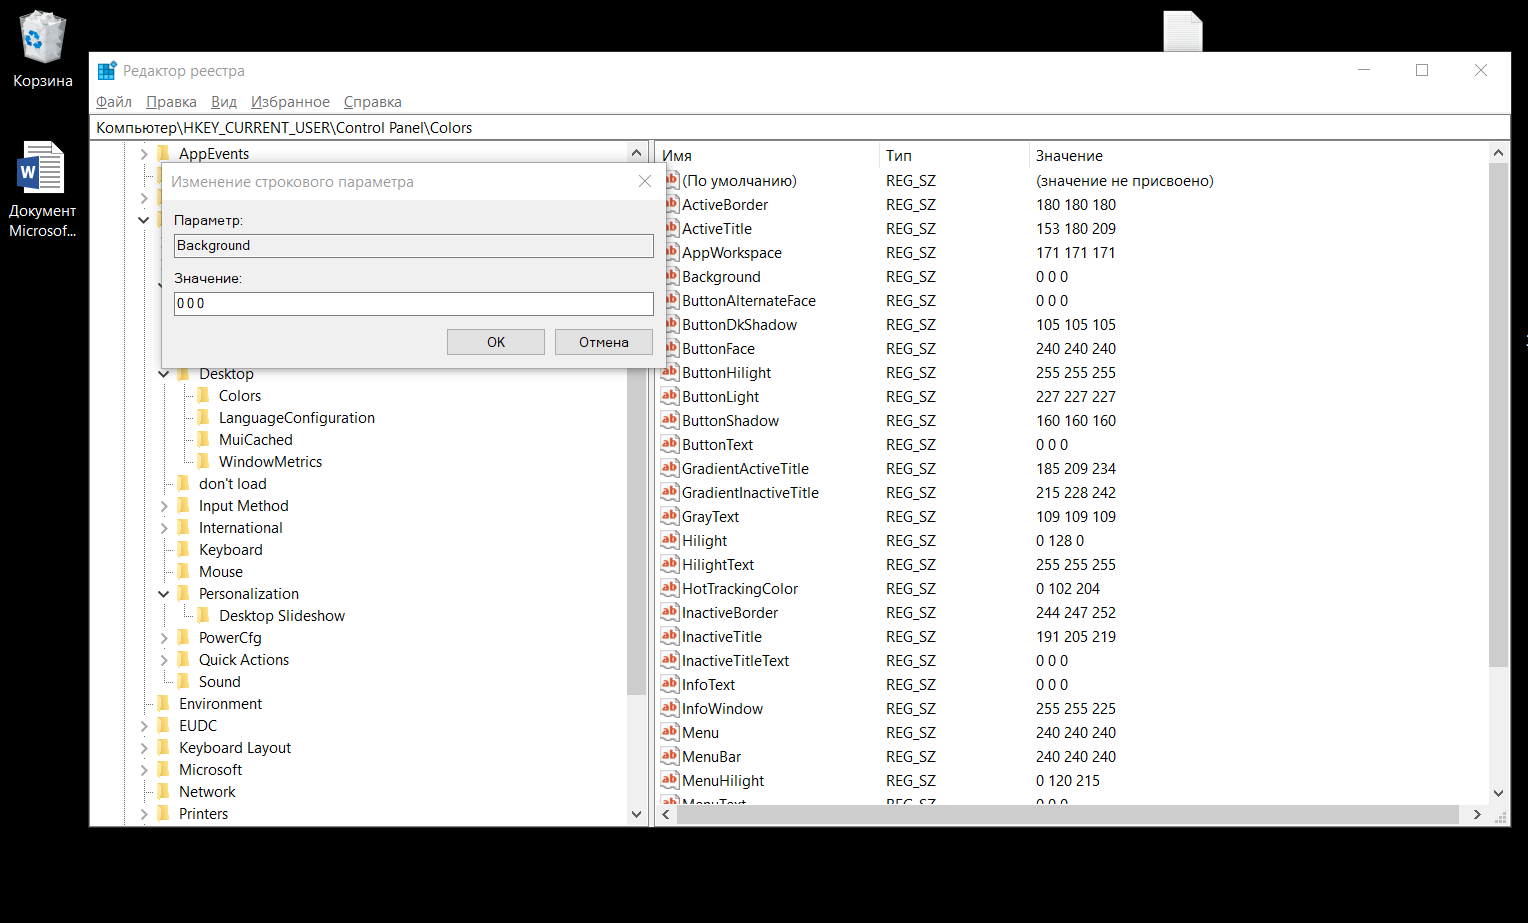 Корзина
Документ
Microsof...
Редактор реестра
Файл Правка Вид Избранное Справка
Компьютер\HKEY_CURRENT_USER\Control Panel\Colors
AppEvents
Изменение строкового параметра
Параметр:
Background
Значение:
0 0 0
OK Отмена
Desktop
Colors
LanguageConfiguration
MuiCached
WindowMetrics
don't load
Input Method
International
Keyboard
Mouse
Personalization
Desktop Slideshow
PowerCfg
Quick Actions
Sound
Environment
EUDC
Keyboard Layout
Microsoft
Network
Printers
Имя Тип Значение
(По умолчанию) REG_SZ (значение не присвоено)
ActiveBorder REG_SZ 180 180 180
ActiveTitle REG_SZ 153 180 209
AppWorkspace REG_SZ 171 171 171
Background REG_SZ 0 0 0
ButtonAlternateFace REG_SZ 0 0 0
ButtonDkShadow REG_SZ 105 105 105
ButtonFace REG_SZ 240 240 240
ButtonHilight REG_SZ 255 255 255
ButtonLight REG_SZ 227 227 227
ButtonShadow REG_SZ 160 160 160
ButtonText REG_SZ 0 0 0
GradientActiveTitle REG_SZ 185 209 234
GradientInactiveTitle REG_SZ 215 228 242
GrayText REG_SZ 109 109 109
Hilight REG_SZ 0 128 0
HilightText REG_SZ 255 255 255
HotTrackingColor REG_SZ 0 102 204
InactiveBorder REG_SZ 244 247 252
InactiveTitle REG_SZ 191 205 219
InactiveTitleText REG_SZ 0 0 0
InfoText REG_SZ 0 0 0
InfoWindow REG_SZ 255 255 225
Menu REG_SZ 240 240 240
MenuBar REG_SZ 240 240 240
MenuHilight REG_SZ 0 120 215
MenuText REG_SZ 0 0 0